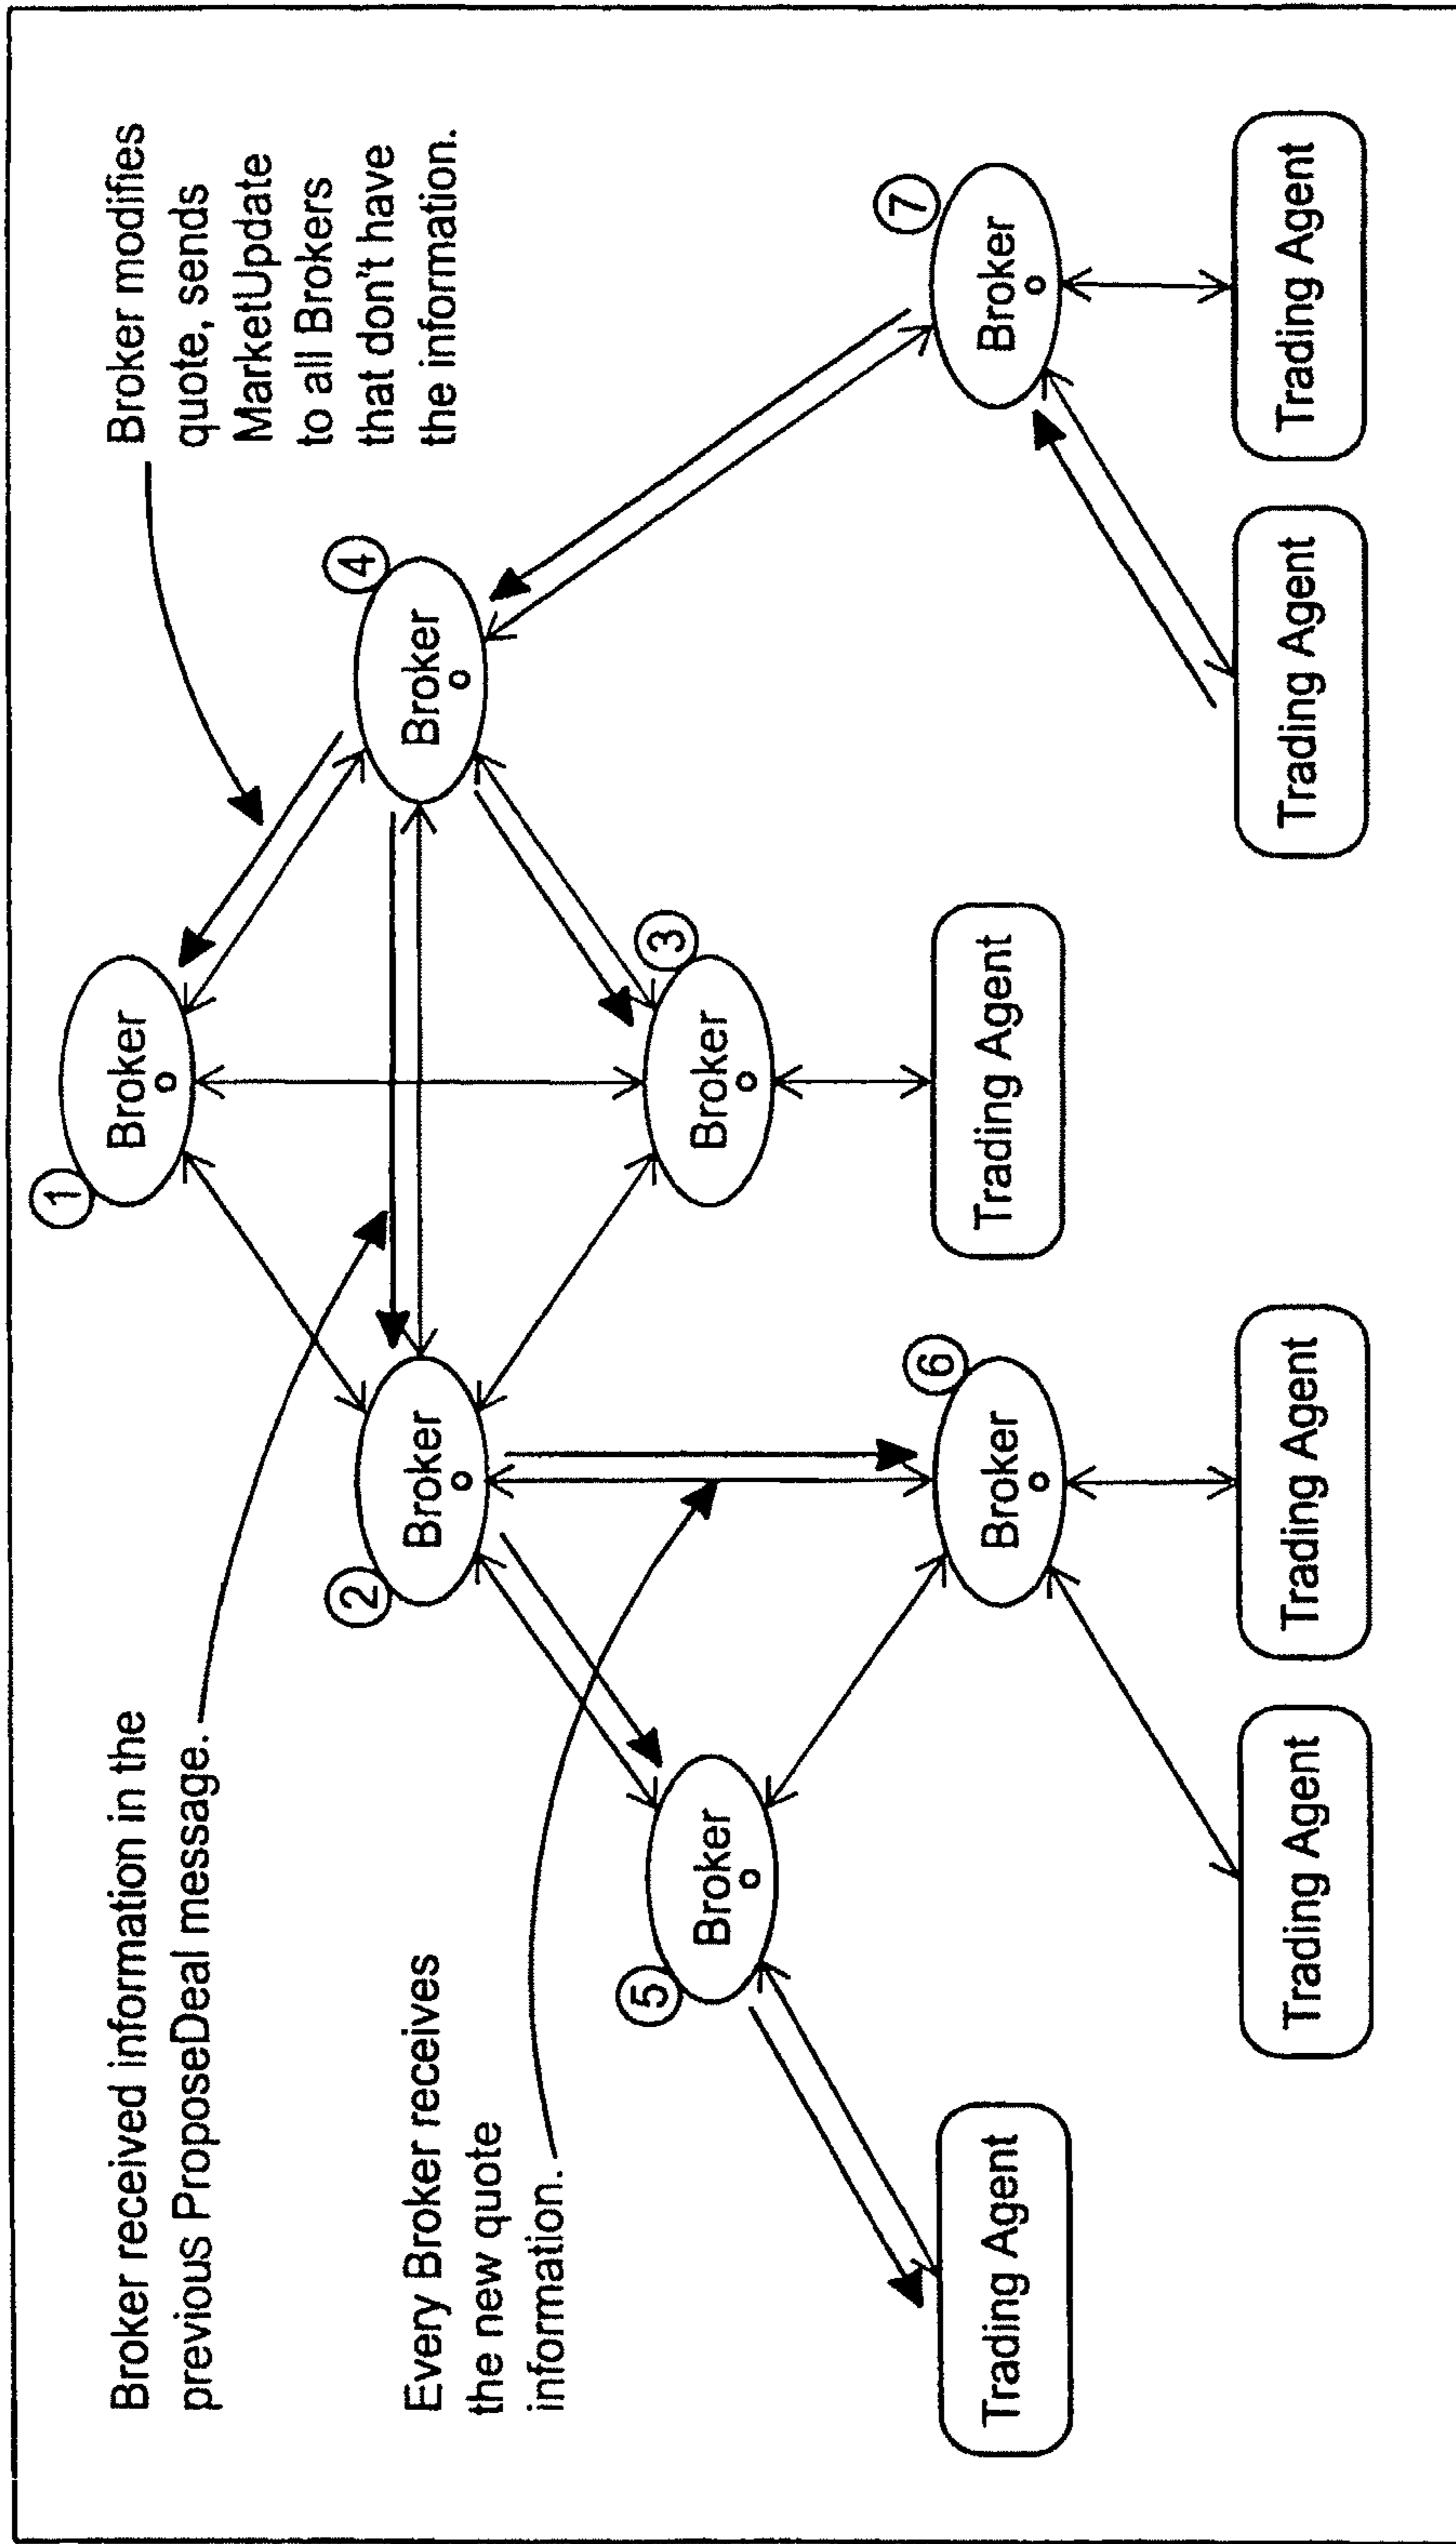 Broker received information in the
previous ProposeDeal message.
Broker modifies
quote, sends
MarketUpdate
to all Brokers
that don't have
the information.
Every Broker receives
the new quote
information.
1
Broker
2
Broker
4
Broker
5
Broker
3
Broker
6
Broker
7
Broker
Trading Agent
Trading Agent
Trading Agent
Trading Agent
Trading Agent
Trading Agent